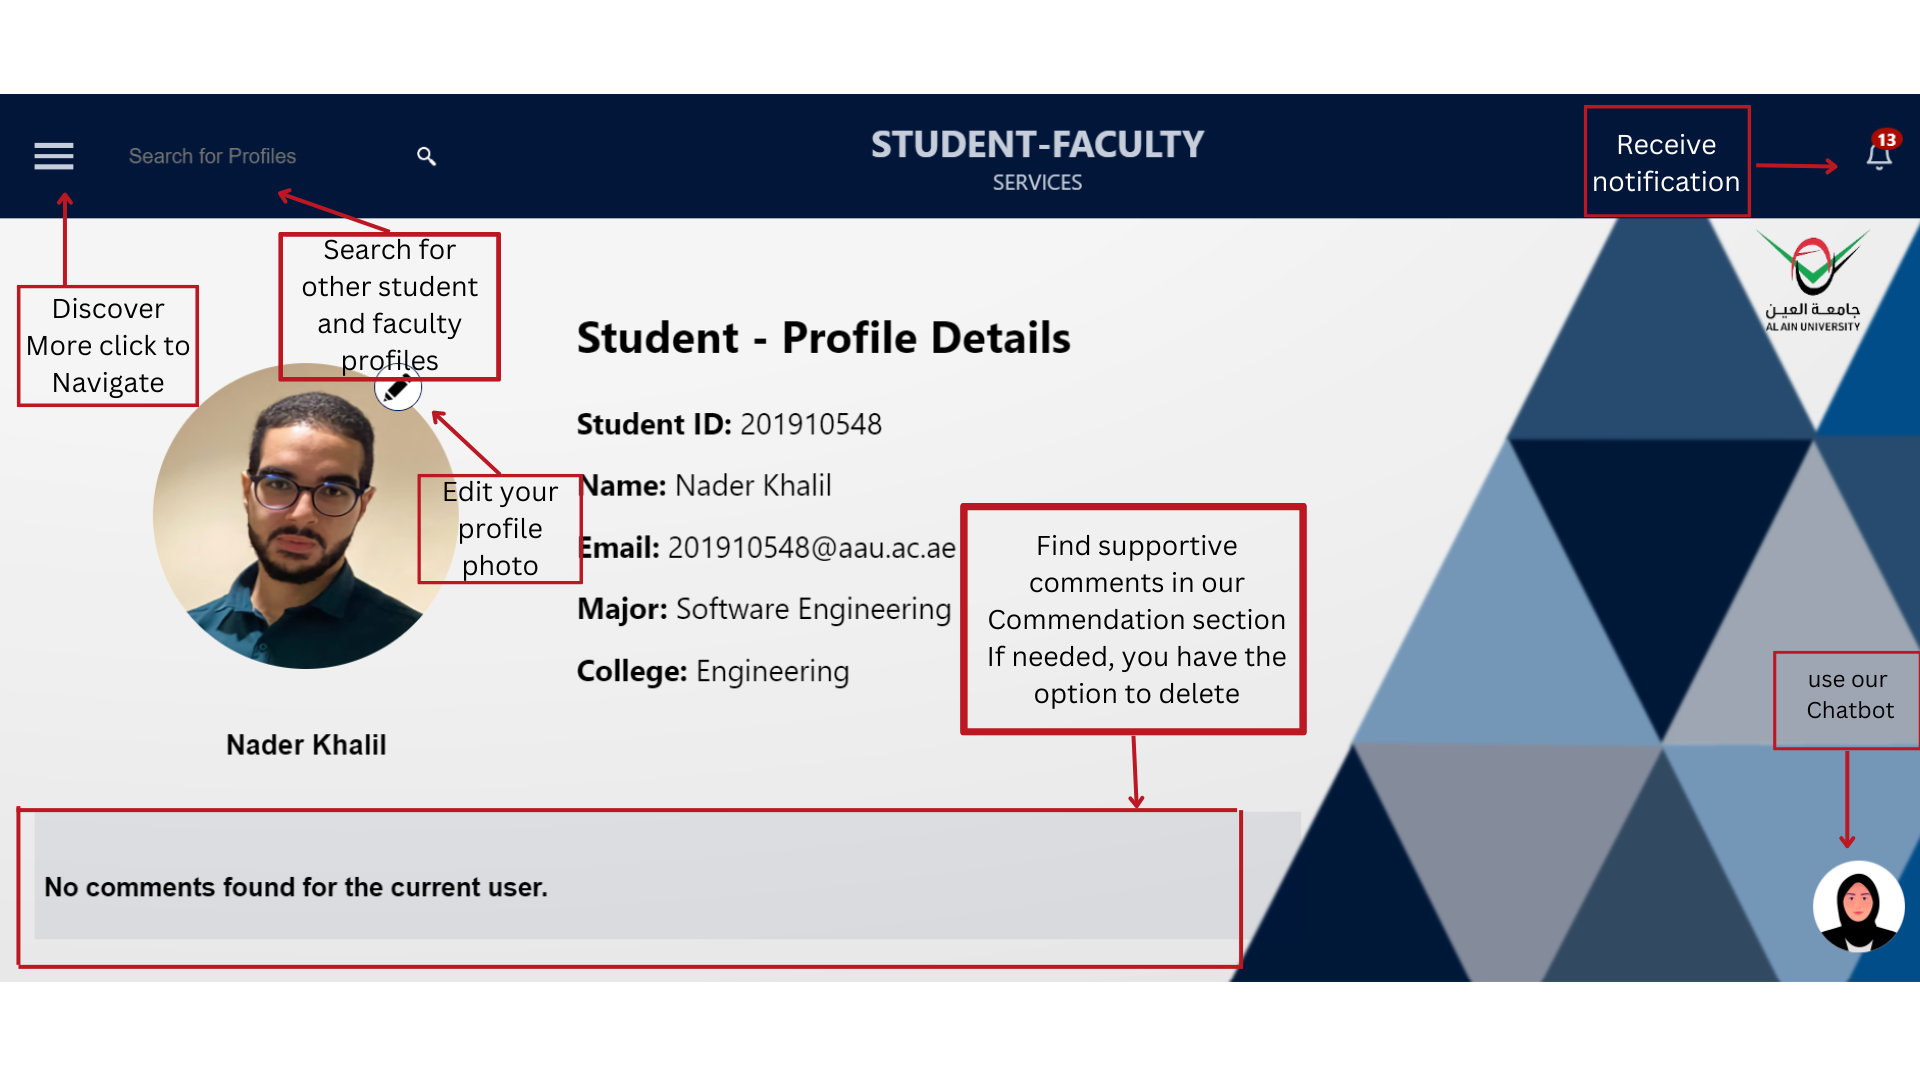 Search for Profiles
STUDENT-FACULTY
SERVICES
Receive
notification
13
Discover
More click to
Navigate
Search for
other student
and faculty
profiles
جامعة العين
AL AIN UNIVERSITY
Student - Profile Details
Student ID: 201910548
Name: Nader Khalil
Email: 201910548@aau.ac.ae
Major: Software Engineering
College: Engineering
Edit your
profile
photo
Nader Khalil
Find supportive
comments in our
Commendation section
If needed, you have the
option to delete
use our
Chatbot
No comments found for the current user.